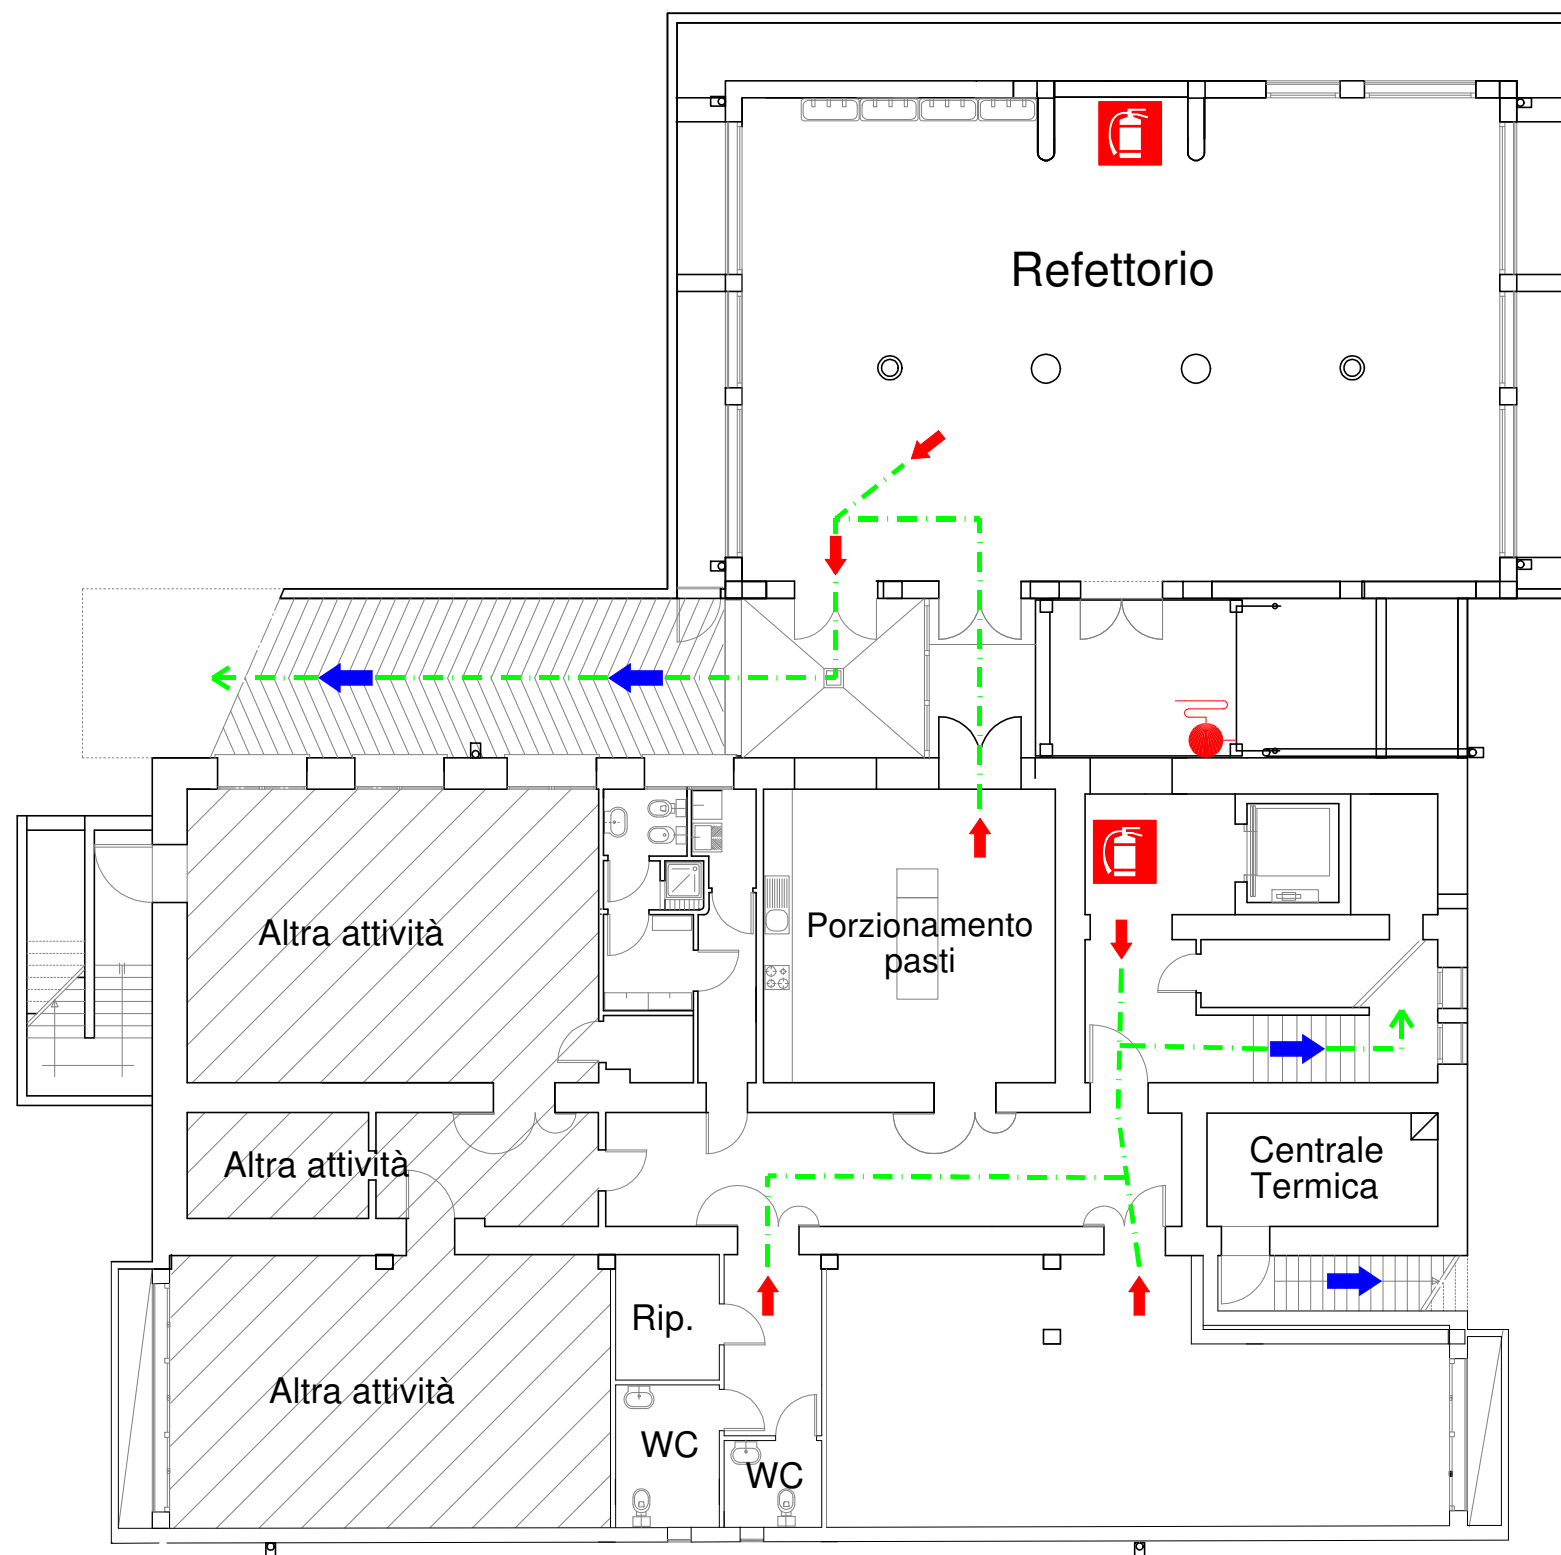 Refettorio
Altra attività
Porzionamento
pasti
Altra attività
Centrale
Termica
Rip.
Altra attività
WC
WC